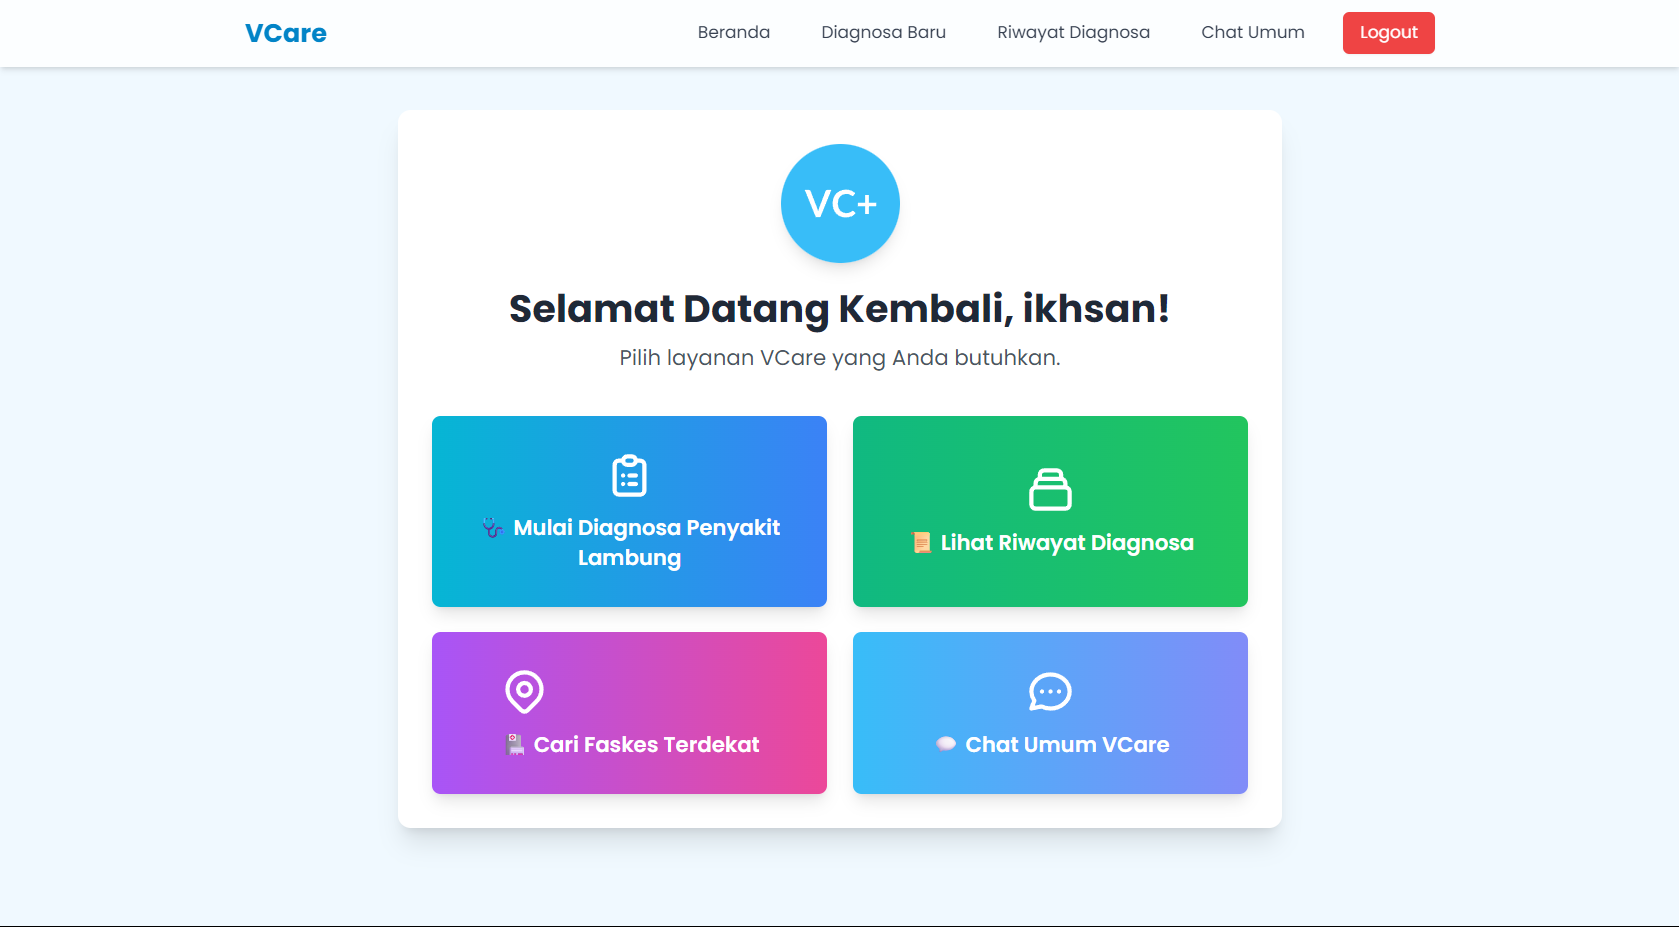 VCare
Beranda
Diagnosa Baru
Riwayat Diagnosa
Chat Umum
Logout
VC+
Selamat Datang Kembali, ikhsan!
Pilih layanan VCare yang Anda butuhkan.
🩺 Mulai Diagnosa Penyakit
Lambung
📜 Lihat Riwayat Diagnosa
🏥 Cari Faskes Terdekat
💬 Chat Umum VCare